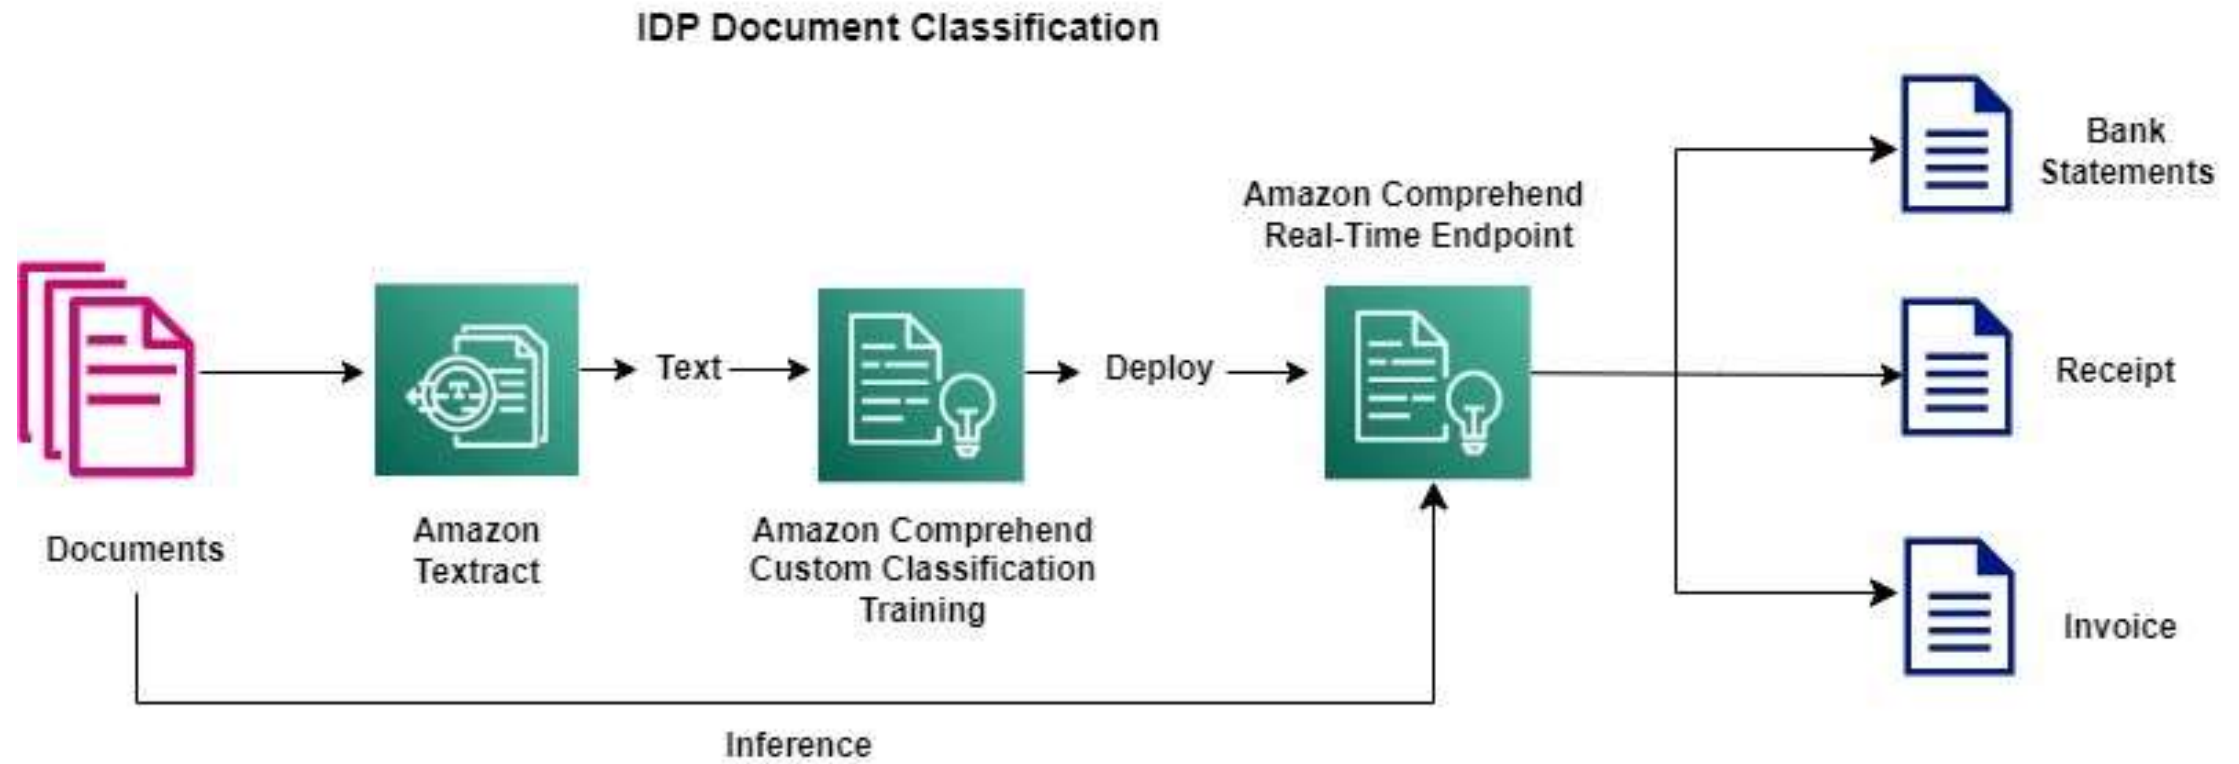 IDP Document Classification
Bank
Statements
Amazon Comprehend
Real-Time Endpoint
Text
Deploy
Receipt
Documents
Amazon
Textract
Amazon Comprehend
Custom Classification
Training
Invoice
Inference